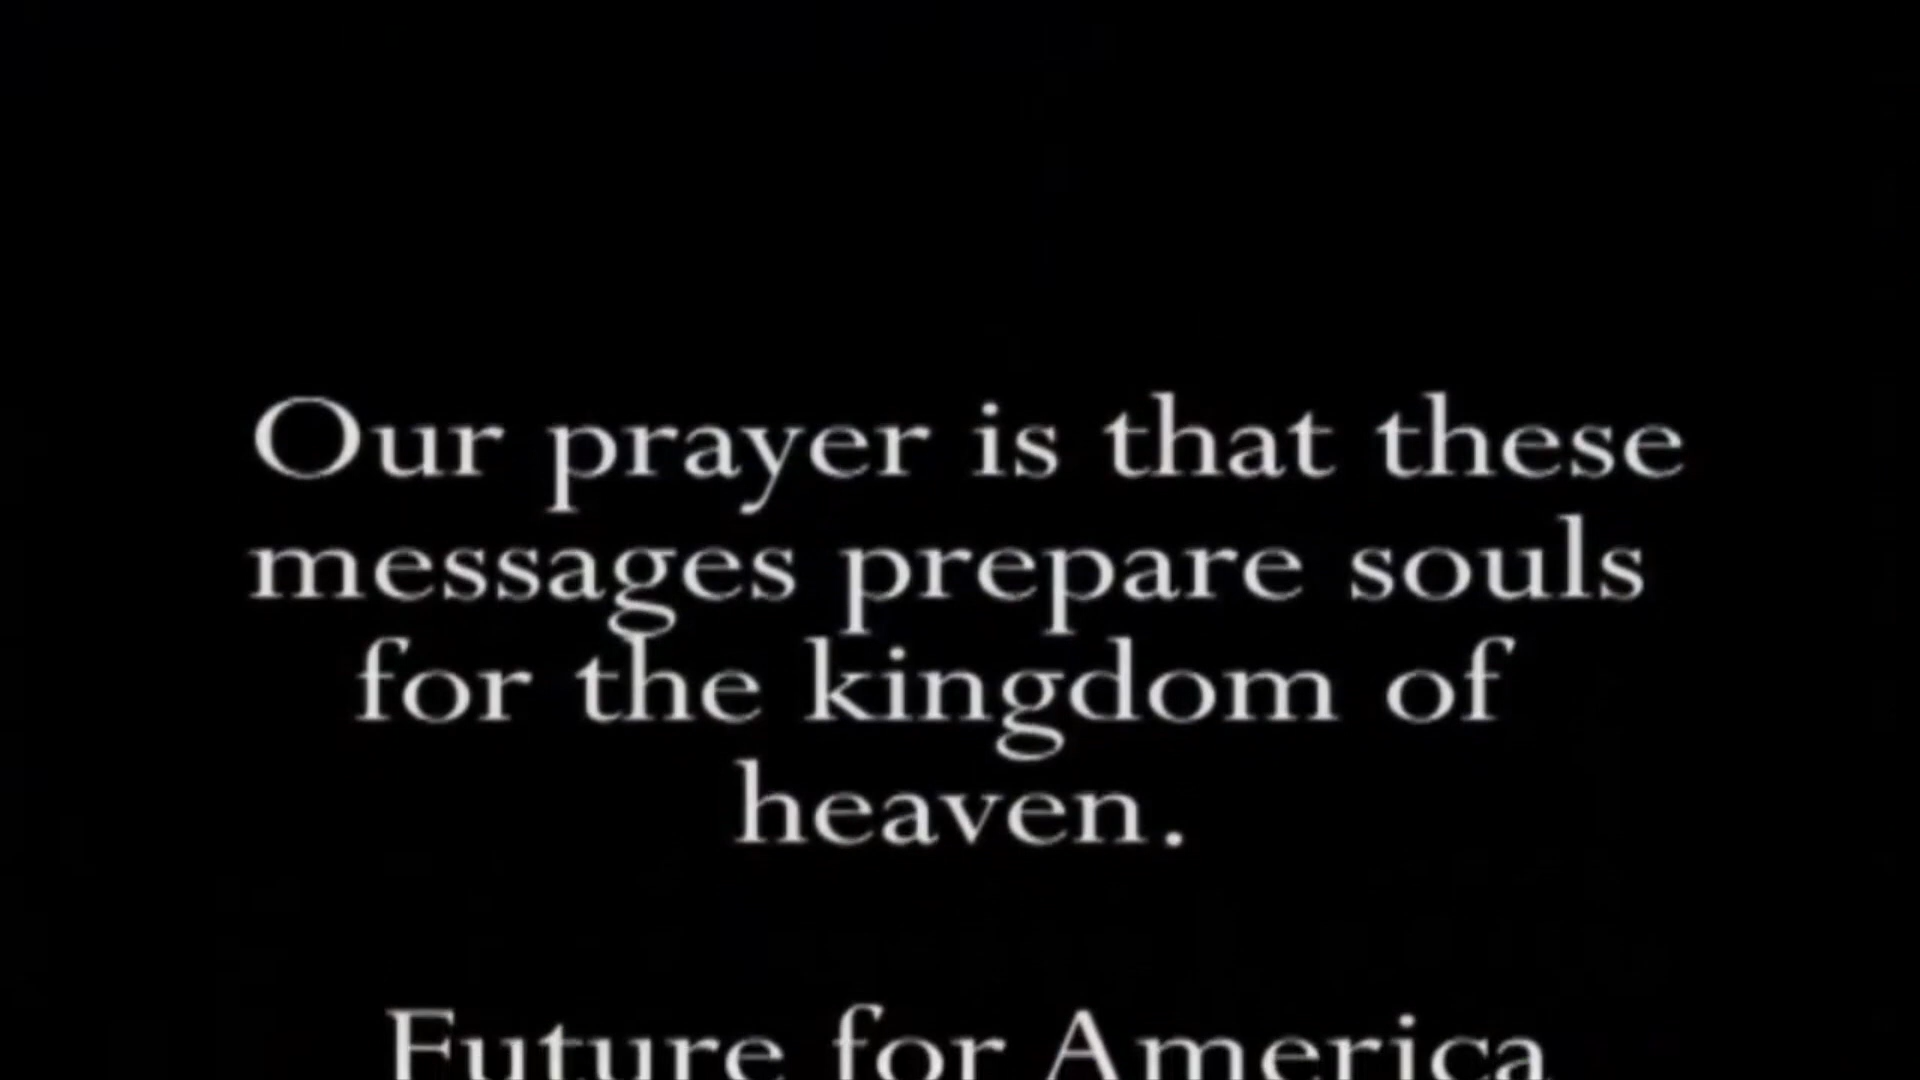 Our prayer is that these
messages prepare souls
for the kingdom of
heaven.
Future for America